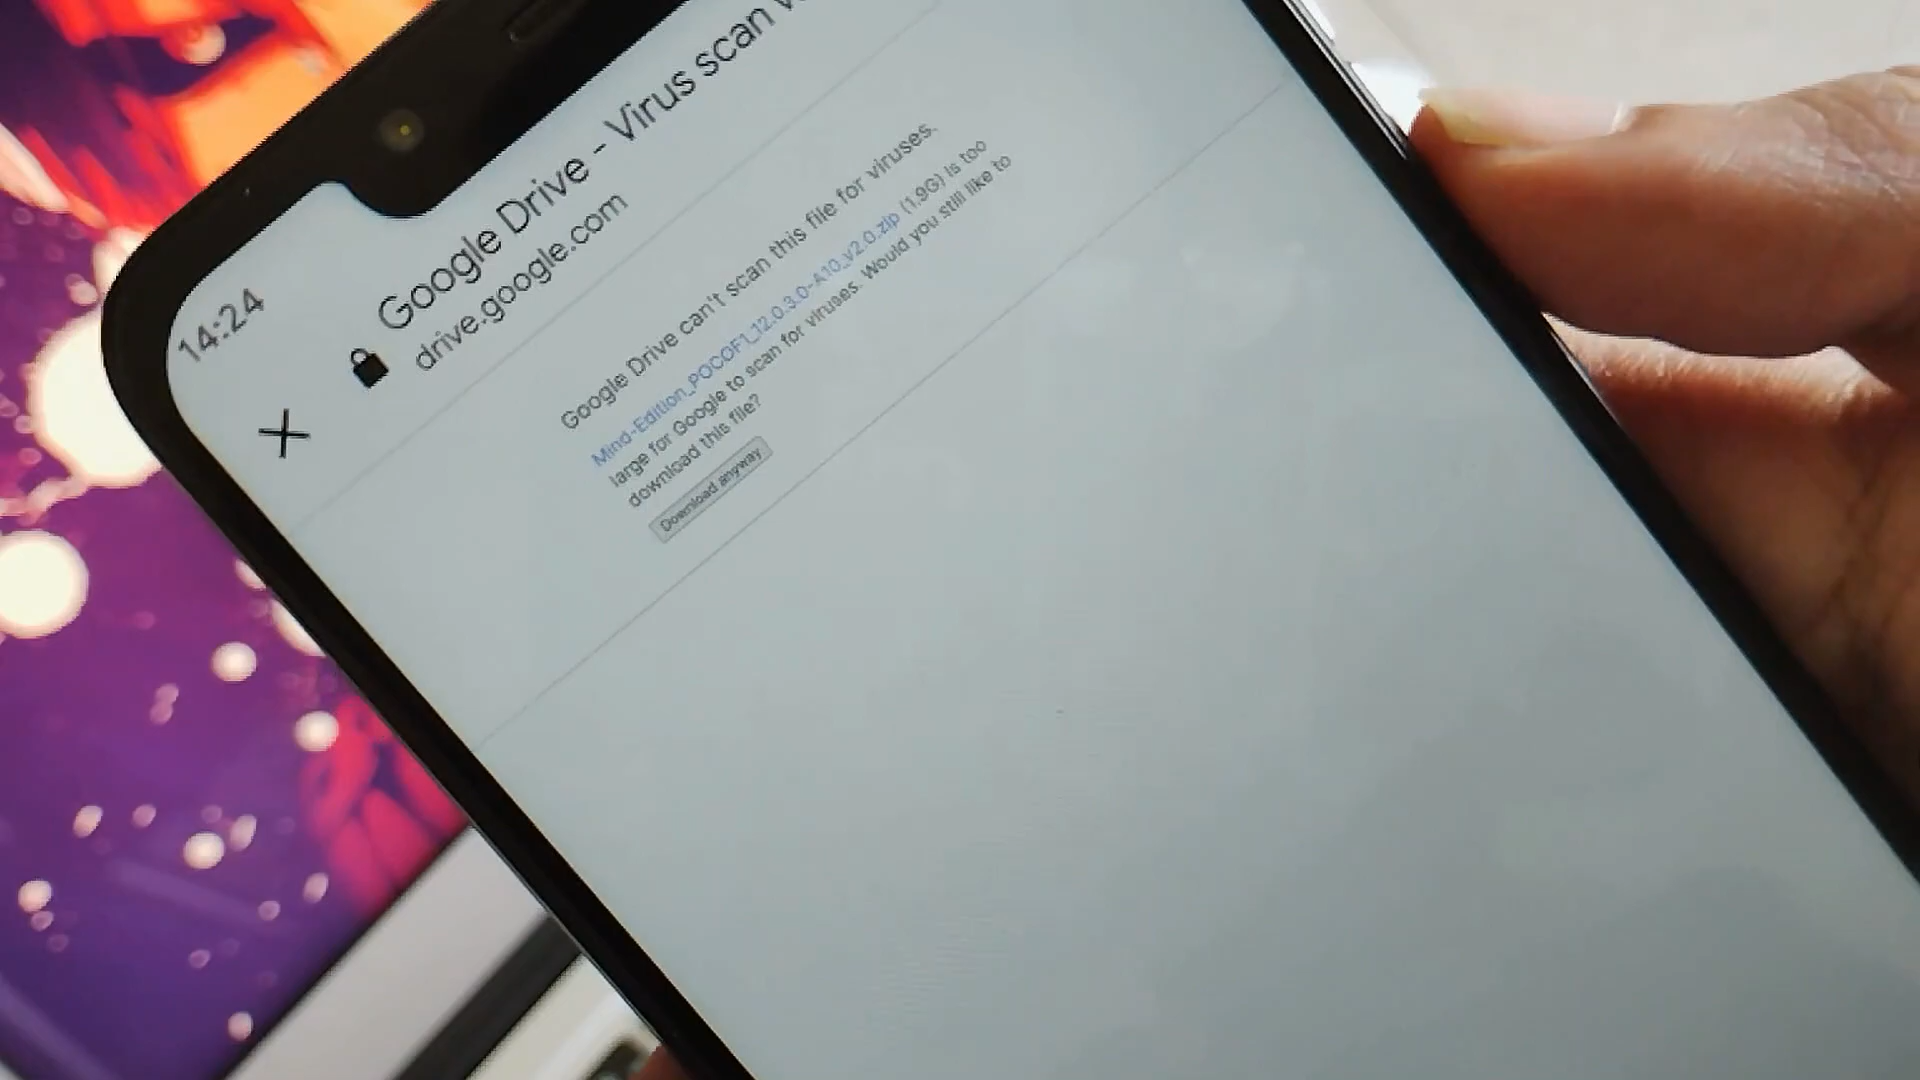 14:24
Google Drive - Virus scan
drive.google.com
Google Drive can't scan this file for viruses.
Mind-Edition_POCOF1_12.0.3.0-A10_v2.0.zip (1.9G) is too
large for Google to scan for viruses. Would you still like to
download this file?
Download anyway